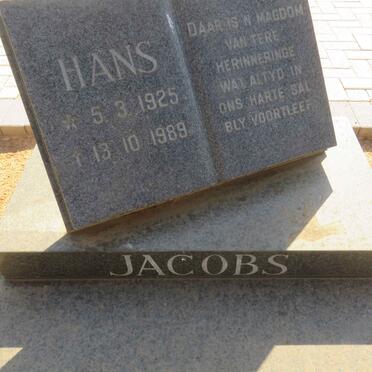 HANS
* 5. 3. 1925
† 13. 10. 1989
DAAR IS 'N MAGDOM
VAN TERE
HERINNERINGE
WAT ALTYD IN
ONS HARTE SAL
BLY VOORTLEEF
JACOBS